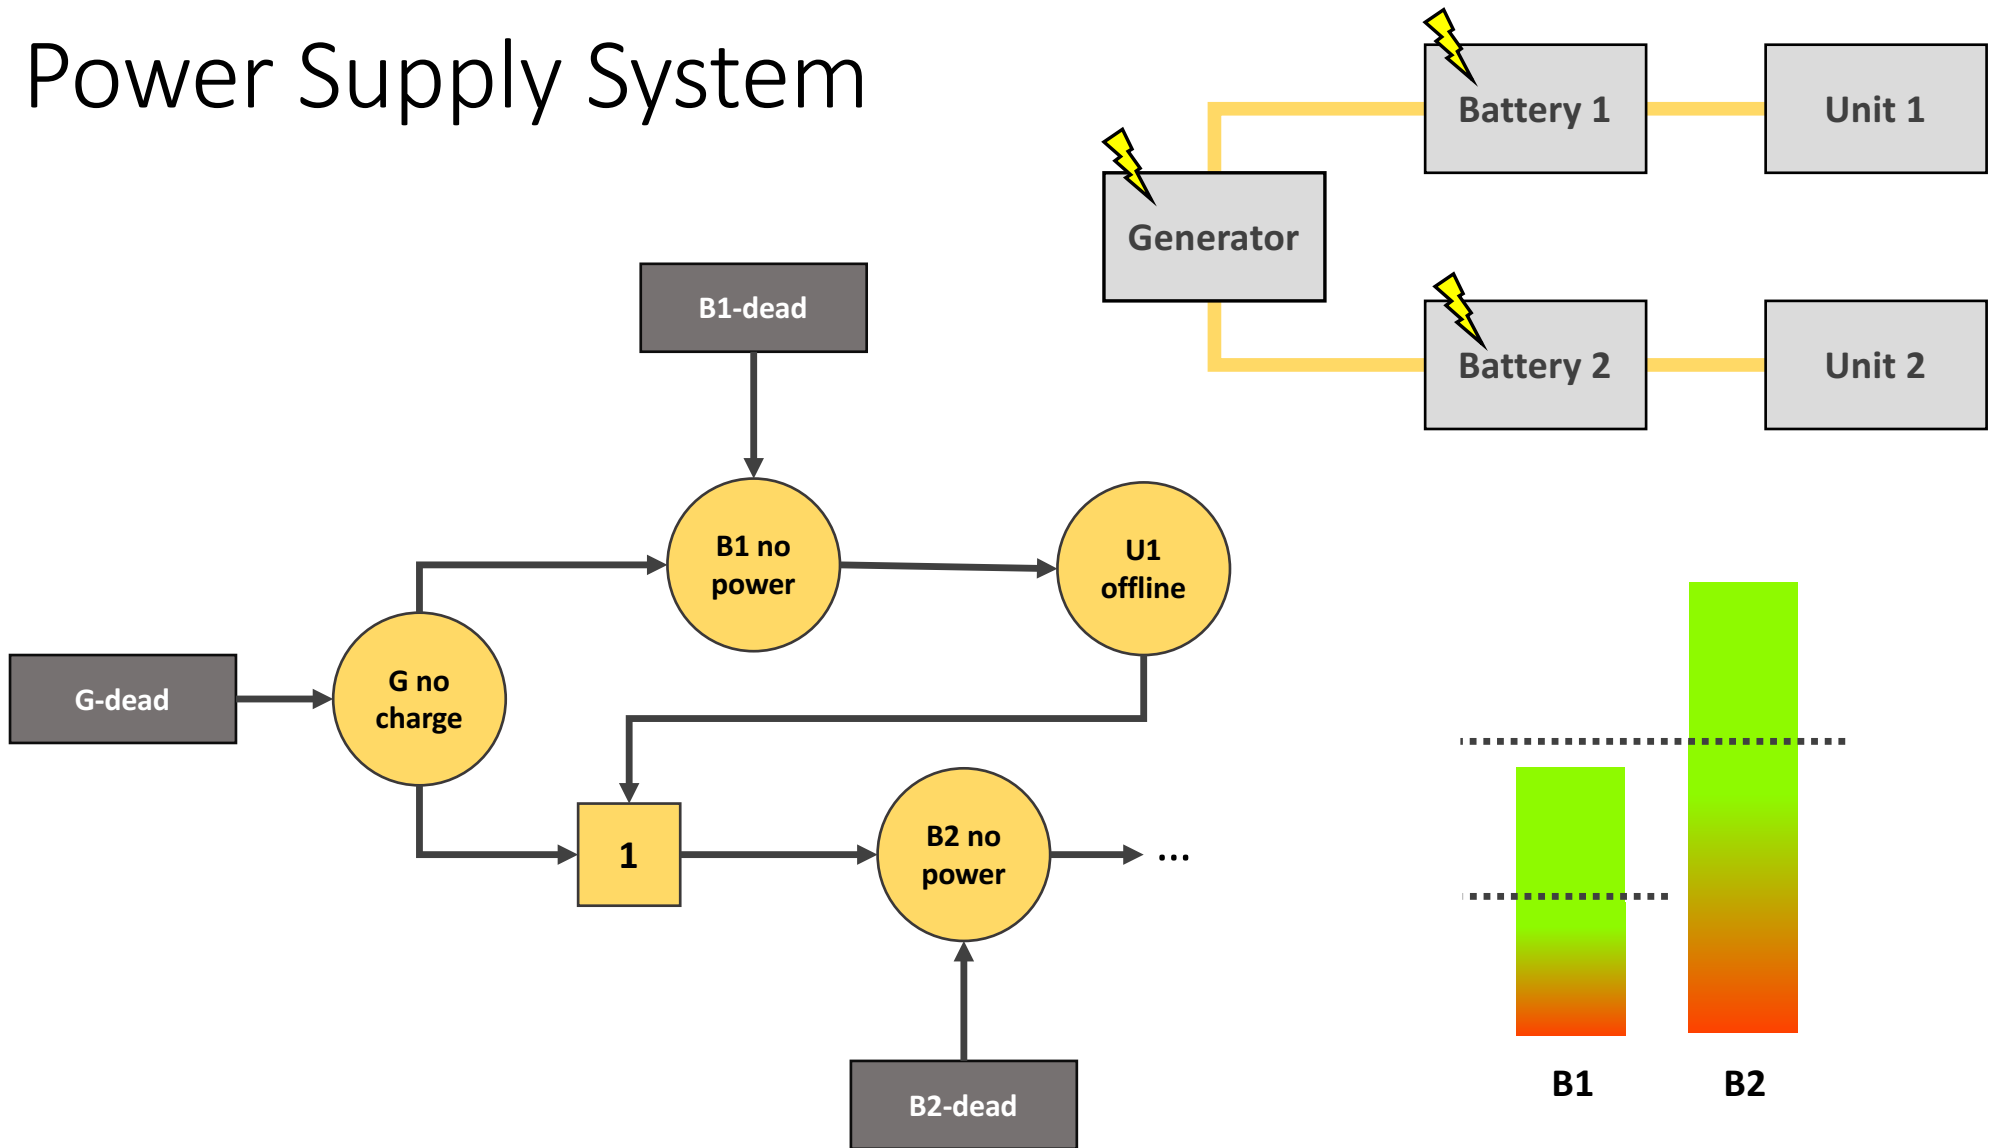 Power Supply System
Battery 1
Unit 1
Generator
Battery 2
Unit 2
B1-dead
B1 no
power
U1
offline
G-dead
G no
charge
1
B2 no
power
...
B2-dead
B1
B2